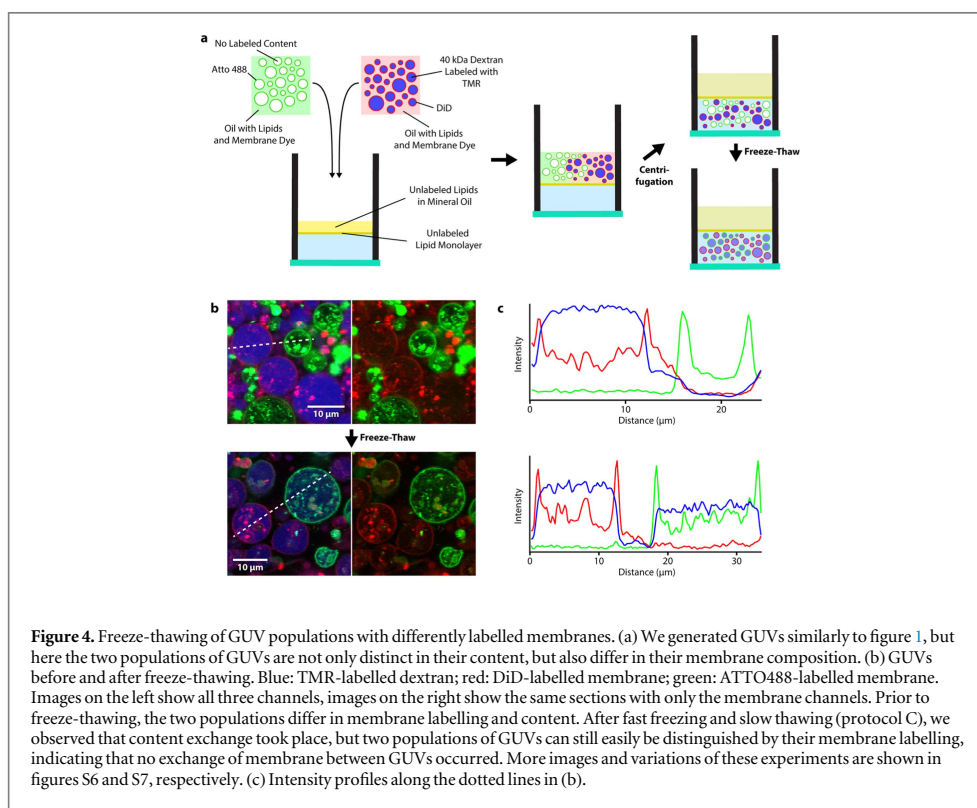 a
No Labeled Content
Atto 488
Oil with Lipids
and Membrane Dye
40 kDa Dextran
Labeled with
TMR
DiD
Oil with Lipids
and Membrane Dye
Unlabeled Lipids
in Mineral Oil
Unlabeled
Lipid Monolayer
Centri-
fugation
Freeze-Thaw
b
10 µm
Freeze-Thaw
10 µm
c
Intensity
0
10
20
Distance (µm)
Intensity
0
10
20
30
Distance (µm)
Figure 4. Freeze-thawing of GUV populations with differently labelled membranes. (a) We generated GUVs similarly to figure 1, but
here the two populations of GUVs are not only distinct in their content, but also differ in their membrane composition. (b) GUVs
before and after freeze-thawing. Blue: TMR-labelled dextran; red: DiD-labelled membrane; green: ATTO488-labelled membrane.
Images on the left show all three channels, images on the right show the same sections with only the membrane channels. Prior to
freeze-thawing, the two populations differ in membrane labelling and content. After fast freezing and slow thawing (protocol C), we
observed that content exchange took place, but two populations of GUVs can still easily be distinguished by their membrane labelling,
indicating that no exchange of membrane between GUVs occurred. More images and variations of these experiments are shown in
figures S6 and S7, respectively. (c) Intensity profiles along the dotted lines in (b).